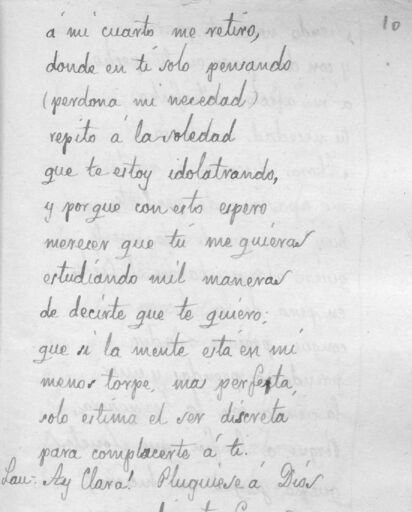 10
á mi cuarto me retiro,
donde en ti solo pensando
(perdona mi necedad)
repito á la soledad
que te estoy idolatrando,
y porque con esto espero
merecer que tú me quieras
estudiando mil maneras
de decirte que te quiero;
que si la mente está en mí
menos torpe, mas perfecta,
solo estima el ser discreta
para complacerte á ti.
Lau- Ay Clara! Pluguiese á Dios